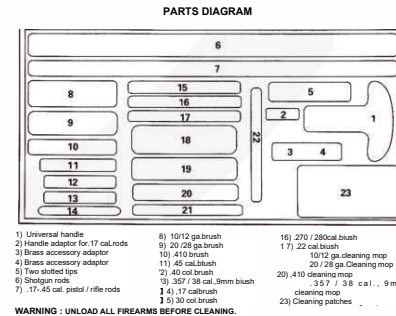 PARTS DIAGRAM
6
7
8
15
5
16
2
17
1
9
18
22
10
3 4
11
19
12
23
13
20
14
21
1) Universal handle
2) Handle adaptor for.17 caLrods
3) Brass accessory adaptor
4) Brass accessory adaptor
5) Two slotted tips
6) Shotgun rods
7) .17-.45 cal. pistol / rifle rods
8) 10/12 ga.brush
9) 20 /28 ga.brush
10) .410 brush
11) .45 caLbtush
'2) .40 col.brush
'3) .357 / 38 cal.,9mm biush
】4) ,17 calbrush
】5) 30 col.brush
16) .270 / 280cal.biush
1 7) .22 cal.biush
10/12 ga.cleaning mop
20 / 28 ga.Cleaning mop
20) ,410 cleaning mop
.357 / 38 cal., 9m
cleaning mop
23) Cleaning patches
WARNING : UNLOAD ALL FIREARMS BEFORE CLEANING.